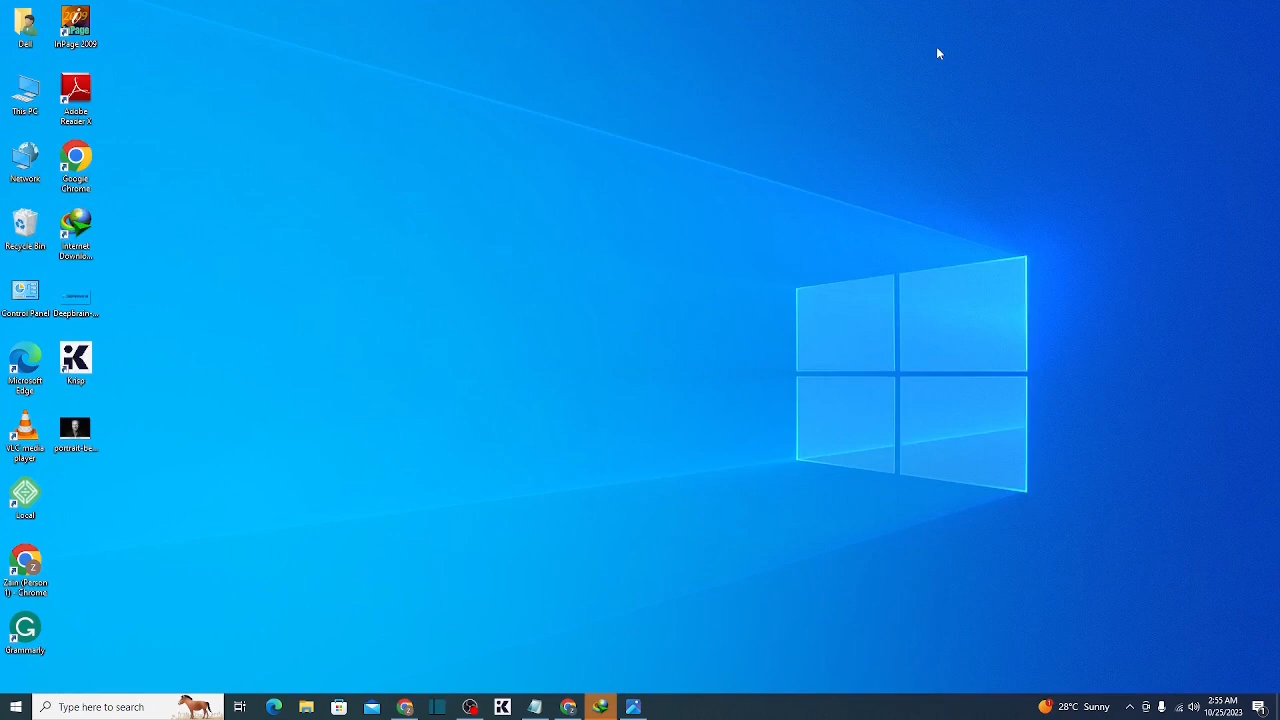 Dell
InPage 2009
This PC
Adobe
Reader X
Network
Google
Chrome
Recycle Bin
Internet
Downlo...
Control Panel
Deepbrain-...
Microsoft
Edge
Krisp
VLC media
player
portrait-be...
Local
Zain (Person
1) - Chrome
Grammarly
Type here to search
28°C Sunny
2:55 AM
10/25/2023